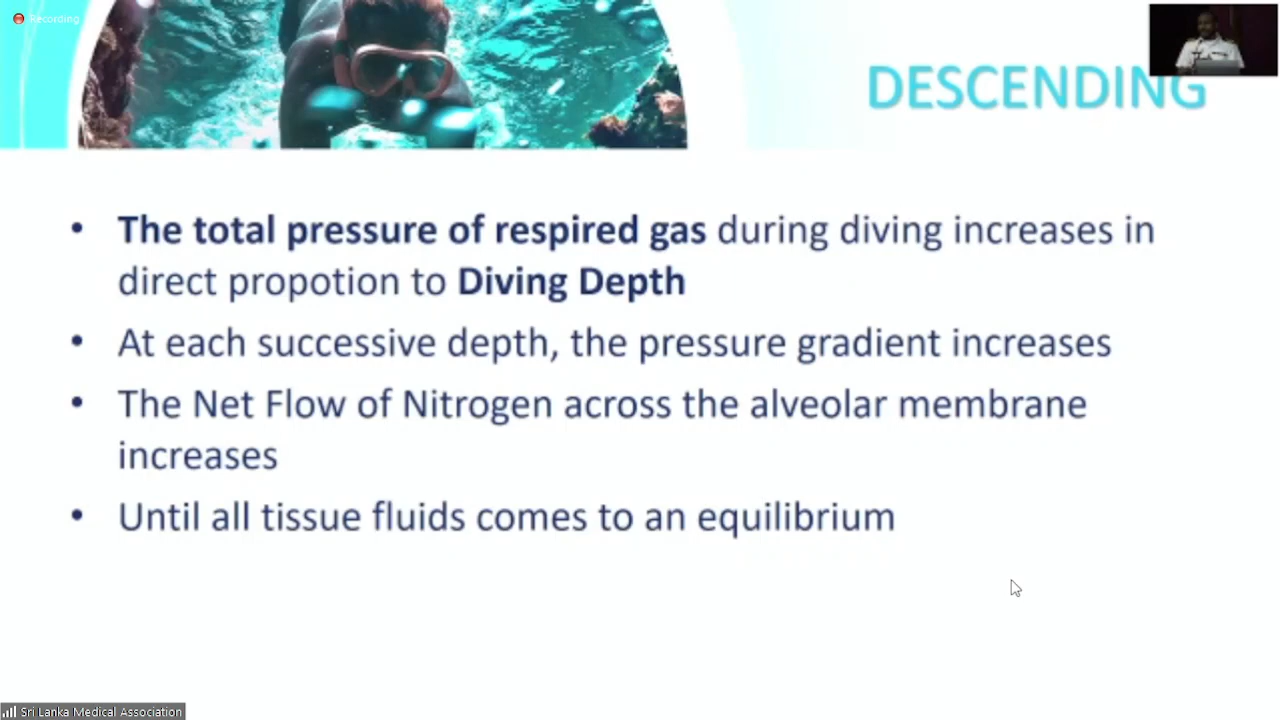 Recording
DESCENDING
• The total pressure of respired gas during diving increases in
direct propotion to Diving Depth
• At each successive depth, the pressure gradient increases
• The Net Flow of Nitrogen across the alveolar membrane
increases
• Until all tissue fluids comes to an equilibrium
Sri Lanka Medical Association